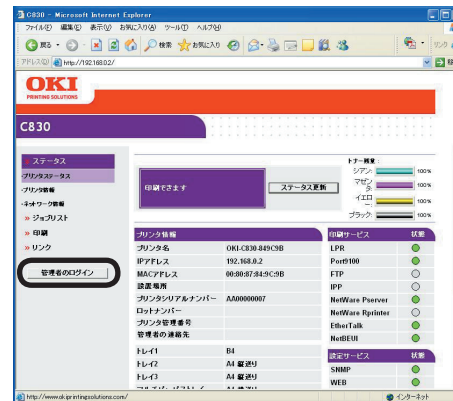 C830 - Microsoft Internet Explorer
ファイル(F) 編集(E) 表示(V) お気に入り(A) ツール(T) ヘルプ(H)
戻る 検索 お気に入り
アドレス(D) http://192.168.0.2/
OKI
PRINTING SOLUTIONS
C830
ステータス
プリンタステータス
プリンタ情報
ネットワーク情報
ジョブリスト
印刷
リンク
管理者のログイン
印刷できます
ステータス更新
トナー残量:
シアン: 100%
マゼンタ: 100%
イエロー: 100%
ブラック: 100%
プリンタ情報
プリンタ名 OKI-C830-849C9B
IPアドレス 192.168.0.2
MACアドレス 00:80:87:84:9C:9B
設置場所
プリンタシリアルナンバー AA00000007
ロットナンバー
プリンタ管理番号
管理者の連絡先
トレイ1 B4
トレイ2 A4 縦送り
トレイ3 A4 縦送り
印刷サービス 状態
LPR
Port9100
FTP
IPP
NetWare Pserver
NetWare Rprinter
EtherTalk
NetBEUI
設定サービス 状態
SNMP
WEB
http://www.okiprintingsolutions.com/
インターネット